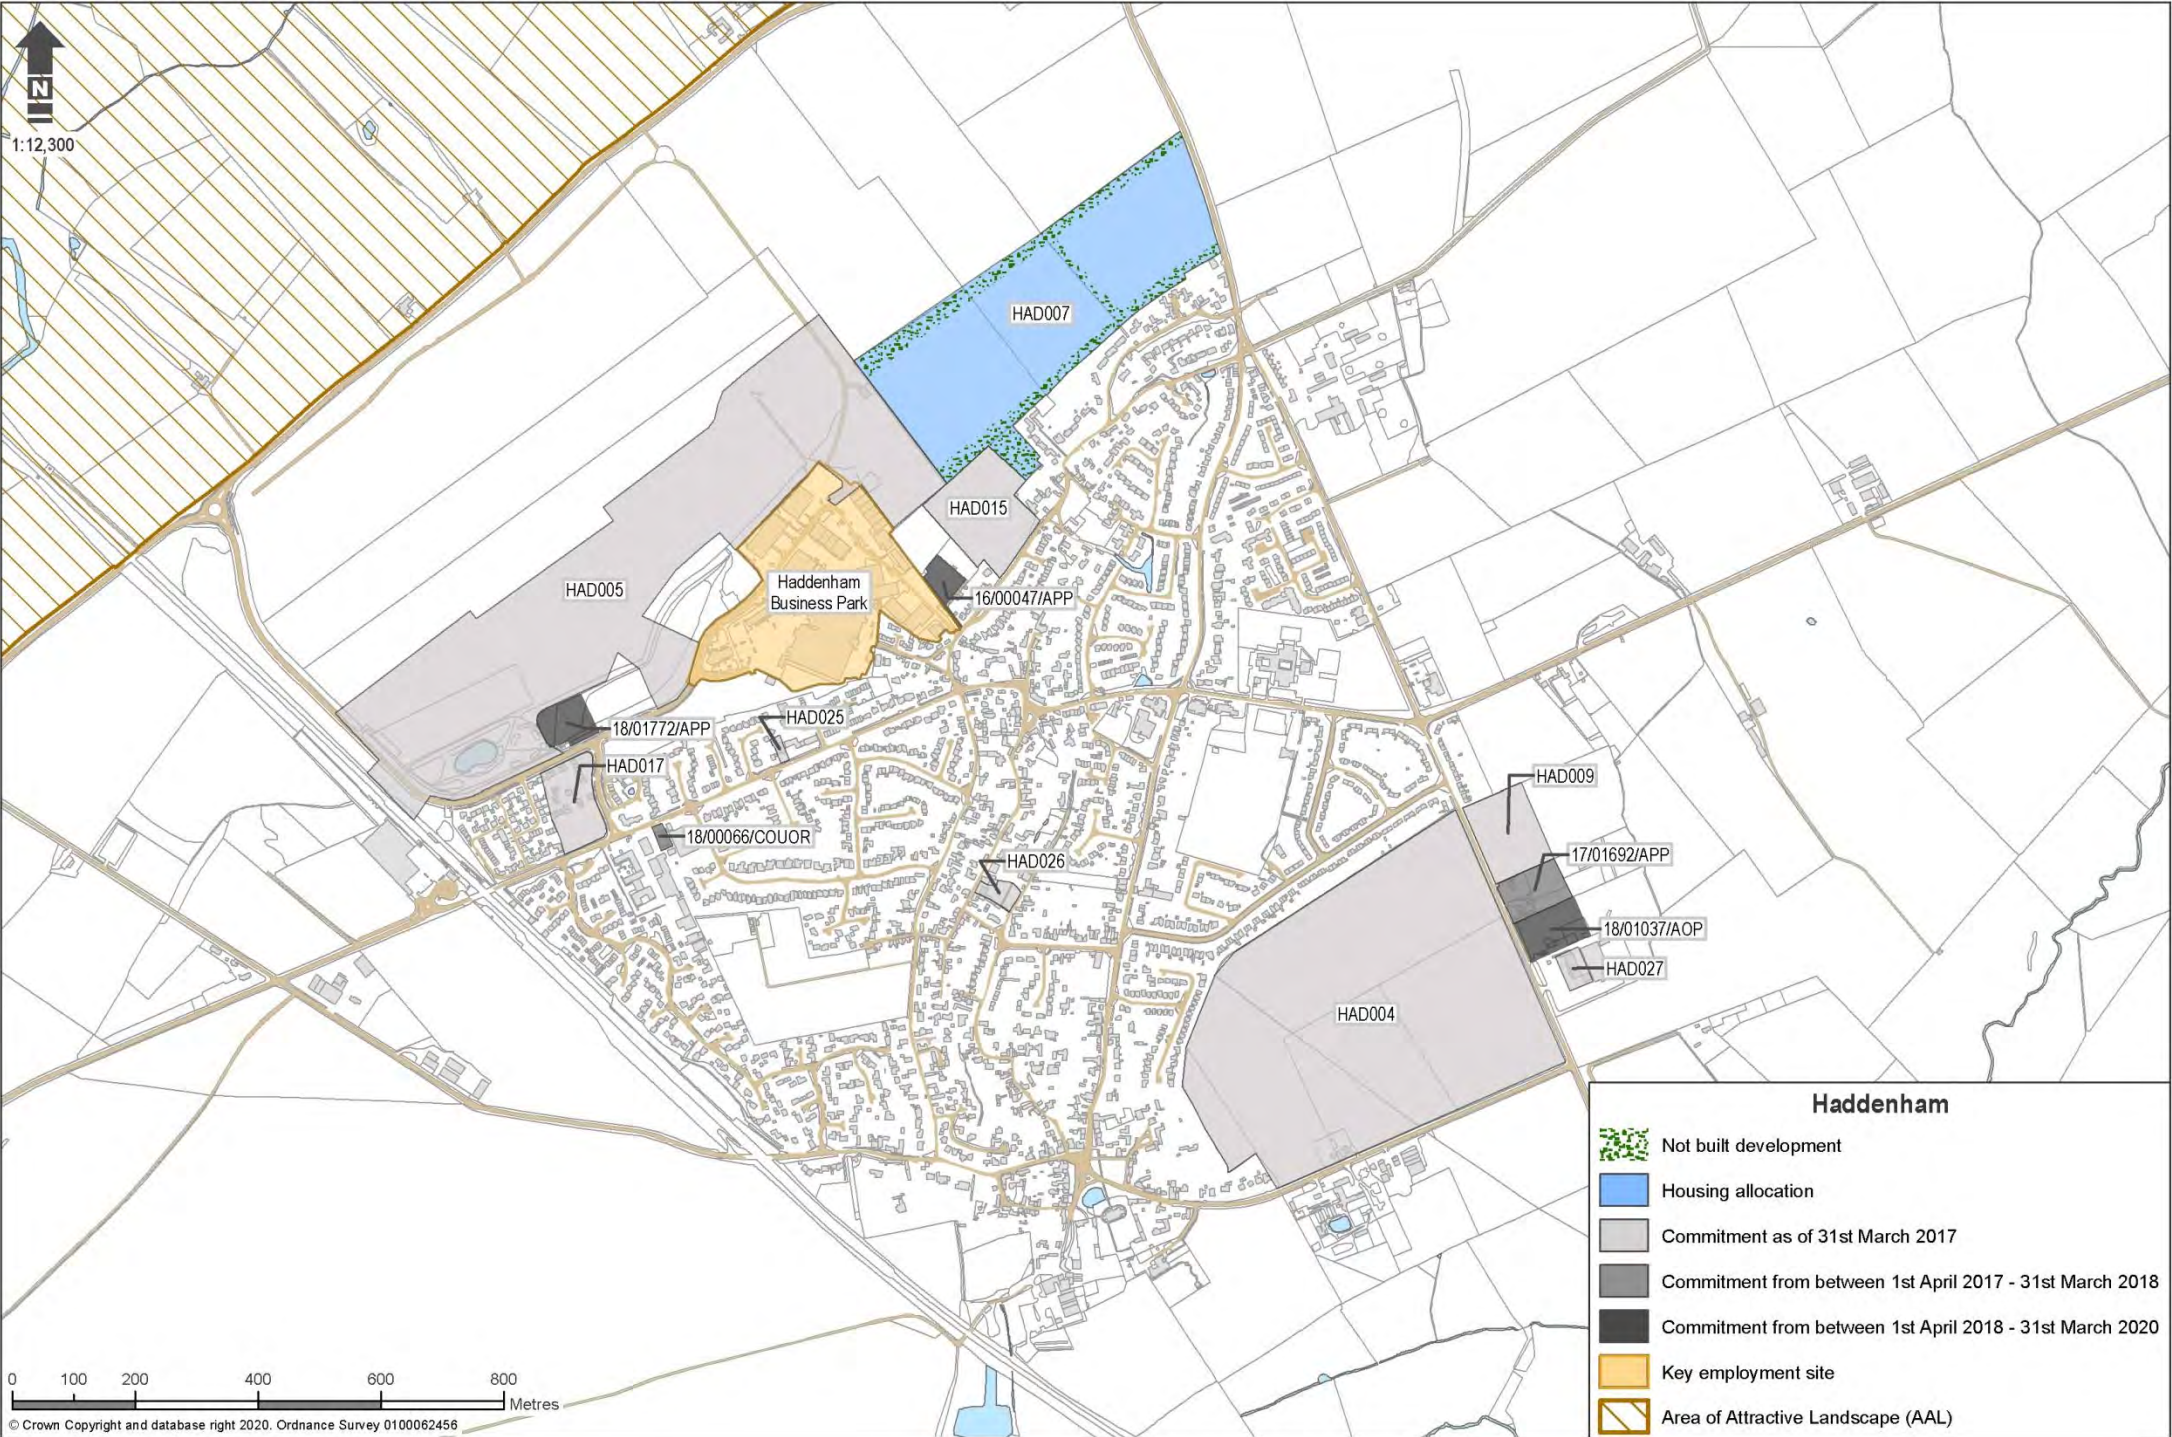 N
1:12,300
HAD007
HAD015
HAD005
Haddenham
Business Park
16/00047/APP
18/01772/APP
HAD025
HAD017
HAD009
18/00066/COUOR
HAD026
17/01692/APP
18/01037/AOP
HAD027
HAD004
Haddenham
Not built development
Housing allocation
Commitment as of 31st March 2017
Commitment from between 1st April 2017 - 31st March 2018
Commitment from between 1st April 2018 - 31st March 2020
Key employment site
Area of Attractive Landscape (AAL)
0 100 200 400 600 800
Metres
© Crown Copyright and database right 2020. Ordnance Survey 0100062456